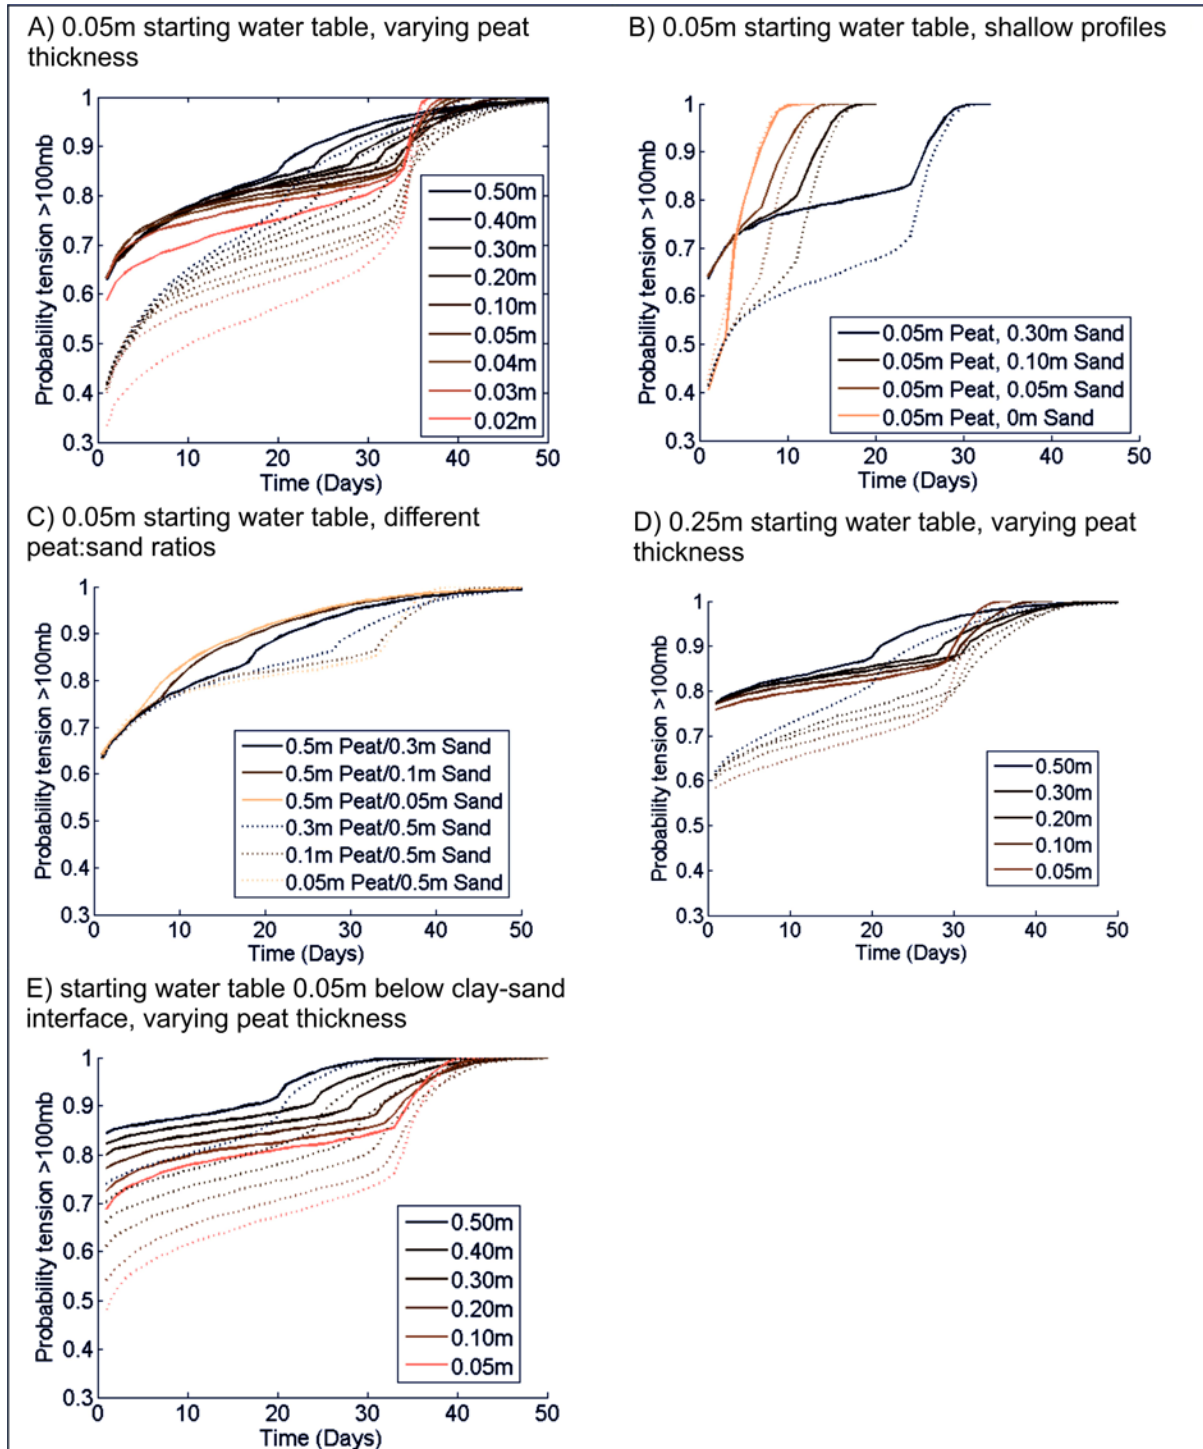 A) 0.05m starting water table, varying peat
thickness
Probability tension >100mb
1
0.9
0.8
0.7
0.6
0.5
0.4
0.3
0 10 20 30 40 50
Time (Days)
0.50m
0.40m
0.30m
0.20m
0.10m
0.05m
0.04m
0.03m
0.02m
B) 0.05m starting water table, shallow profiles
Probability tension >100mb
1
0.9
0.8
0.7
0.6
0.5
0.4
0.3
0 10 20 30 40 50
Time (Days)
0.05m Peat, 0.30m Sand
0.05m Peat, 0.10m Sand
0.05m Peat, 0.05m Sand
0.05m Peat, 0m Sand
C) 0.05m starting water table, different
peat:sand ratios
Probability tension >100mb
1
0.9
0.8
0.7
0.6
0.5
0.4
0.3
0 10 20 30 40 50
Time (Days)
0.5m Peat/0.3m Sand
0.5m Peat/0.1m Sand
0.5m Peat/0.05m Sand
0.3m Peat/0.5m Sand
0.1m Peat/0.5m Sand
0.05m Peat/0.5m Sand
D) 0.25m starting water table, varying peat
thickness
Probability tension >100mb
1
0.9
0.8
0.7
0.6
0.5
0.4
0.3
0 10 20 30 40 50
Time (Days)
0.50m
0.30m
0.20m
0.10m
0.05m
E) starting water table 0.05m below clay-sand
interface, varying peat thickness
Probability tension >100mb
1
0.9
0.8
0.7
0.6
0.5
0.4
0.3
0 10 20 30 40 50
Time (Days)
0.50m
0.40m
0.30m
0.20m
0.10m
0.05m